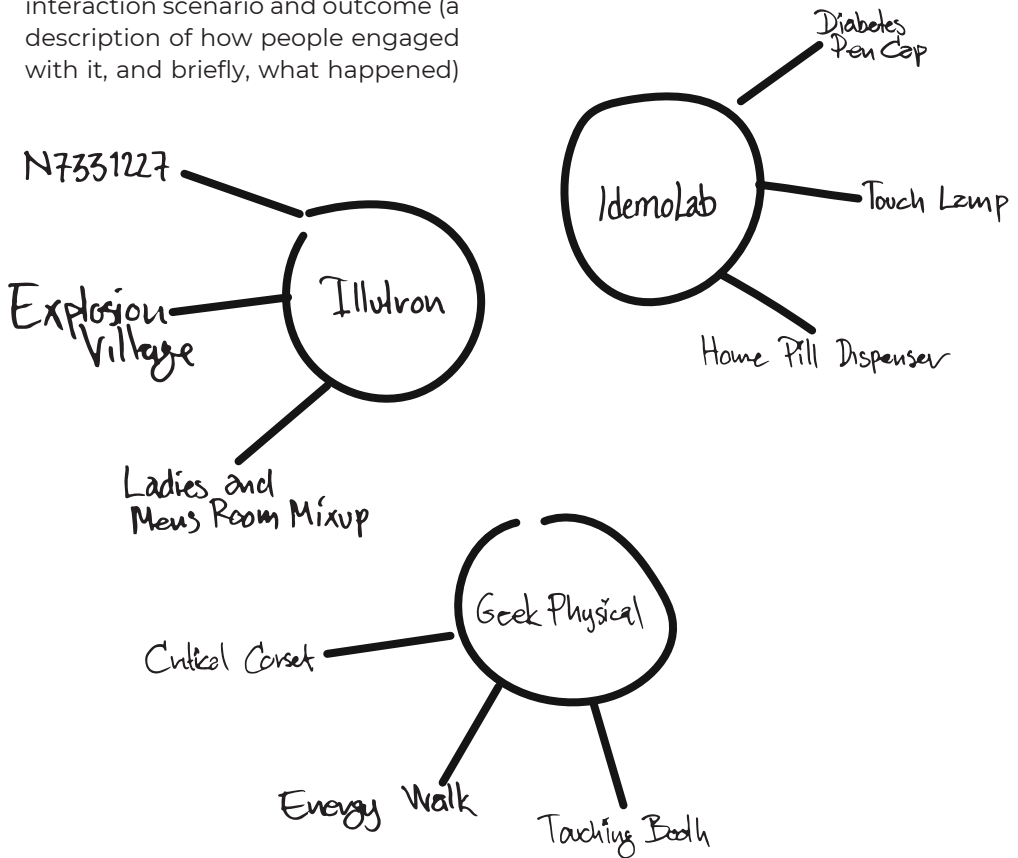 interaction scenario and outcome (a
description of how people engaged
with it, and briefly, what happened)
Diabetes
Pen Cap
N7331227
IdemoLab
Touch Lamp
Explosion
Village
Illutron
Home Pill Dispenser
Ladies and
Mens Room Mixup
Geek Physical
Critical Corset
Energy Walk
Touching Booth